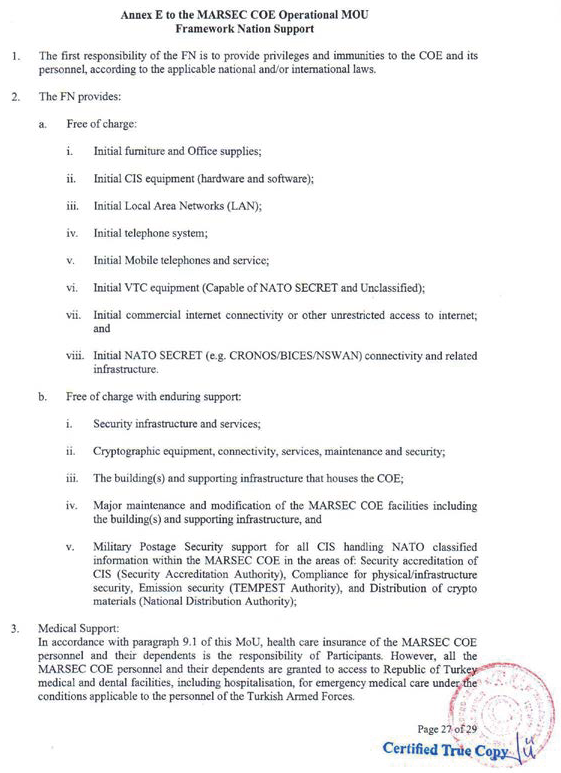 Annex E to the MARSEC COE Operational MOU
Framework Nation Support
1. The first responsibility of the FN is to provide privileges and immunities to the COE and its
personnel, according to the applicable national and/or international laws.
2. The FN provides:
a. Free of charge:
i. Initial furniture and Office supplies;
ii. Initial CIS equipment (hardware and software);
iii. Initial Local Area Networks (LAN);
iv. Initial telephone system;
v. Initial Mobile telephones and service;
vi. Initial VTC equipment (Capable of NATO SECRET and Unclassified);
vii. Initial commercial internet connectivity or other unrestricted access to internet;
and
viii. Initial NATO SECRET (e.g. CRONOS/BICES/NSWAN) connectivity and related
infrastructure.
b. Free of charge with enduring support:
i. Security infrastructure and services;
ii. Cryptographic equipment, connectivity, services, maintenance and security;
iii. The building(s) and supporting infrastructure that houses the COE;
iv. Major maintenance and modification of the MARSEC COE facilities including
the building(s) and supporting infrastructure, and
v. Military Postage Security support for all CIS handling NATO classified
information within the MARSEC COE in the areas of: Security accreditation of
CIS (Security Accreditation Authority), Compliance for physical/infrastructure
security, Emission security (TEMPEST Authority), and Distribution of crypto
materials (National Distribution Authority);
3. Medical Support:
In accordance with paragraph 9.1 of this MoU, health care insurance of the MARSEC COE
personnel and their dependents is the responsibility of Participants. However, all the
MARSEC COE personnel and their dependents are granted to access to Republic of Turkey
medical and dental facilities, including hospitalisation, for emergency medical care under the
conditions applicable to the personnel of the Turkish Armed Forces.
Page 27 of 29
Certified True Copy